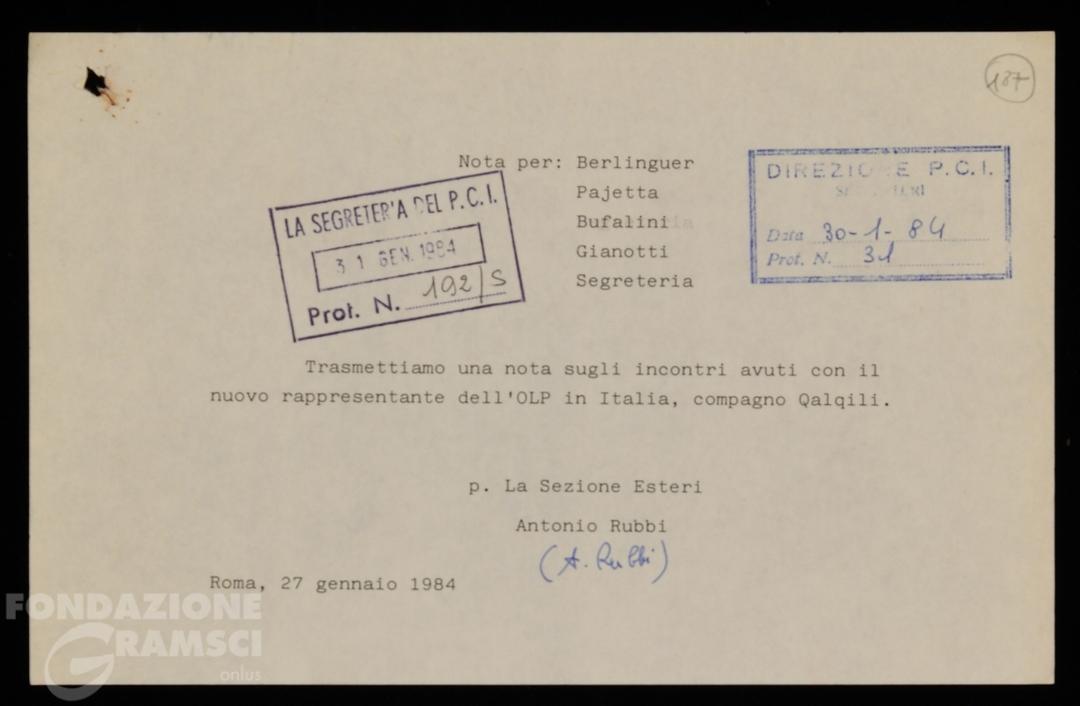 187
Nota per: Berlinguer
Pajetta
Bufalini
Gianotti
Segreteria
LA SEGRETER'A DEL P.C.I.
31 GEN. 1984
Prot. N. 192/S
DIREZIONE P.C.I.
Data 30-1-84
Prot. N. 31
Trasmettiamo una nota sugli incontri avuti con il
nuovo rappresentante dell'OLP in Italia, compagno Qalqili.
p. La Sezione Esteri
Antonio Rubbi
(A. Rubbi)
Roma, 27 gennaio 1984
FONDAZIONE
GRAMSCI
onlus